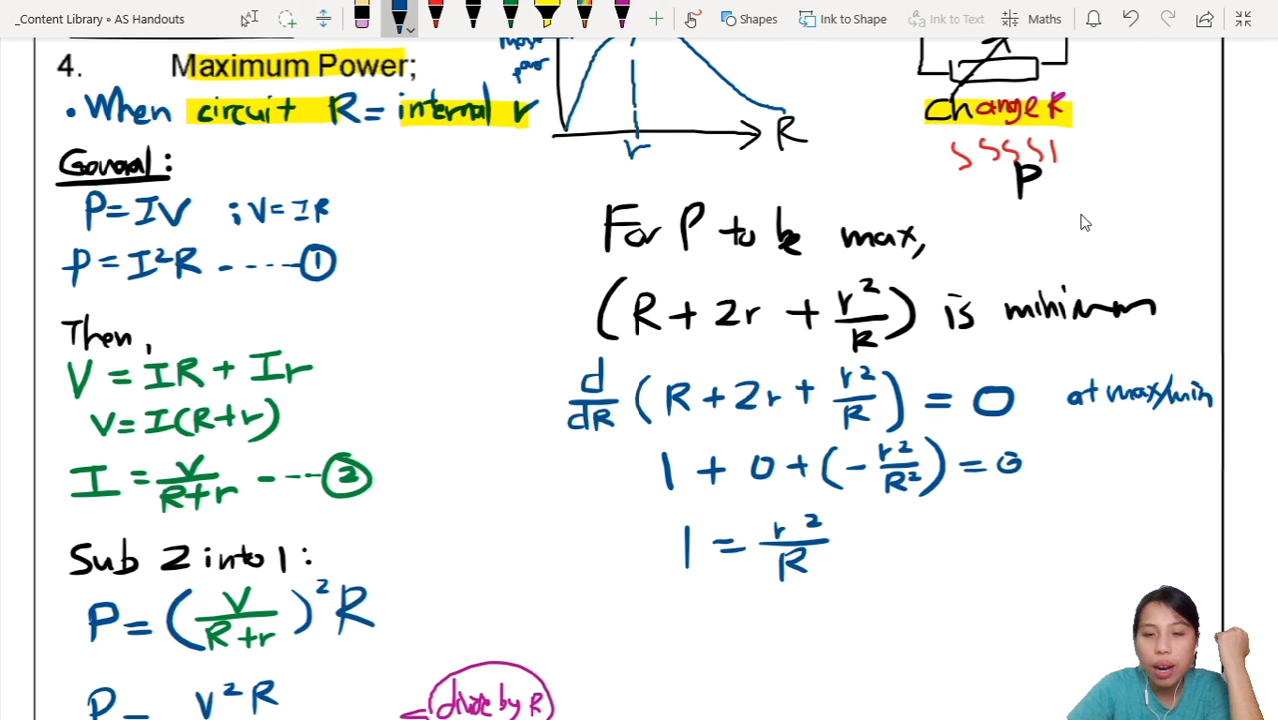 _Content Library » AS Handouts
Shapes
Ink to Shape
Ink to Text
Maths
4. Maximum Power;
• When circuit R = internal r
General:
P = IV ; V = IR
P = I²R ------ ①
Then,
V = IR + Ir
V = I(R+r)
I = V/(R+r) ----- ②
Sub 2 into 1:
P = (V/(R+r))² R
P = V²R
divide by R
power
R
r
Change R
P
For P to be max,
(R + 2r + r²/R) is minimum
d/dR (R + 2r + r²/R) = 0 at max/min
1 + 0 + (- r²/R²) = 0
1 = r²/R